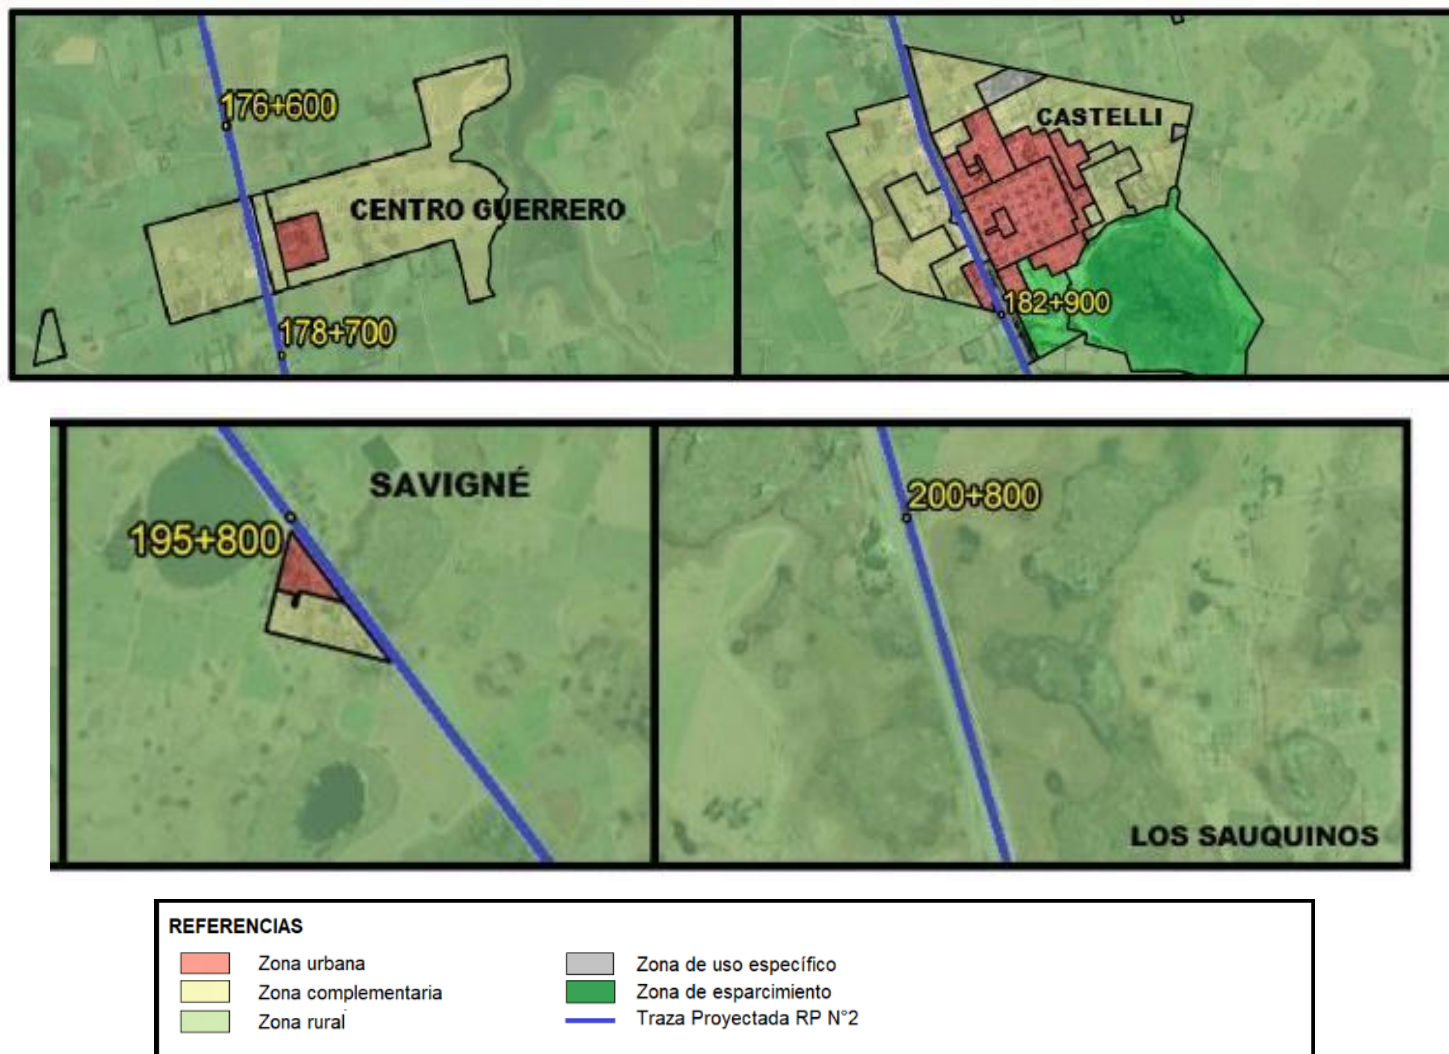 176+600
CENTRO GUERRERO
178+700
CASTELLI
182+900
SAVIGNÉ
195+800
200+800
LOS SAUQUINOS
REFERENCIAS
Zona urbana
Zona complementaria
Zona rural
Zona de uso específico
Zona de esparcimiento
Traza Proyectada RP N°2